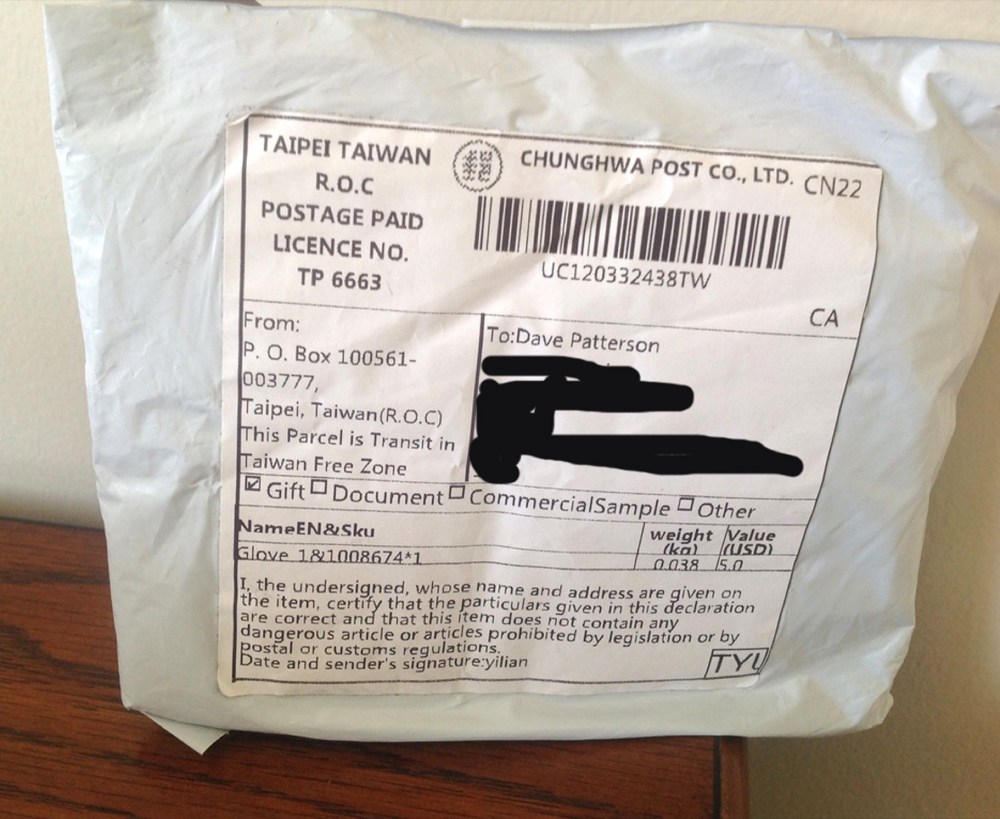 TAIPEI TAIWAN
R.O.C
POSTAGE PAID
LICENCE NO.
TP 6663
CHUNGHWA POST CO., LTD. CN22
UC120332438TW
CA
From:
P. O. Box 100561-
003777,
Taipei, Taiwan(R.O.C)
This Parcel is Transit in
Taiwan Free Zone
To:Dave Patterson
☑ Gift ☐ Document ☐ CommercialSample ☐ Other
NameEN&Sku weight (kg) Value (USD)
Glove 1&1008674*1 0.038 5.0
I, the undersigned, whose name and address are given on
the item, certify that the particulars given in this declaration
are correct and that this item does not contain any
dangerous article or articles prohibited by legislation or by
postal or customs regulations.
Date and sender's signature:yilian
TYU